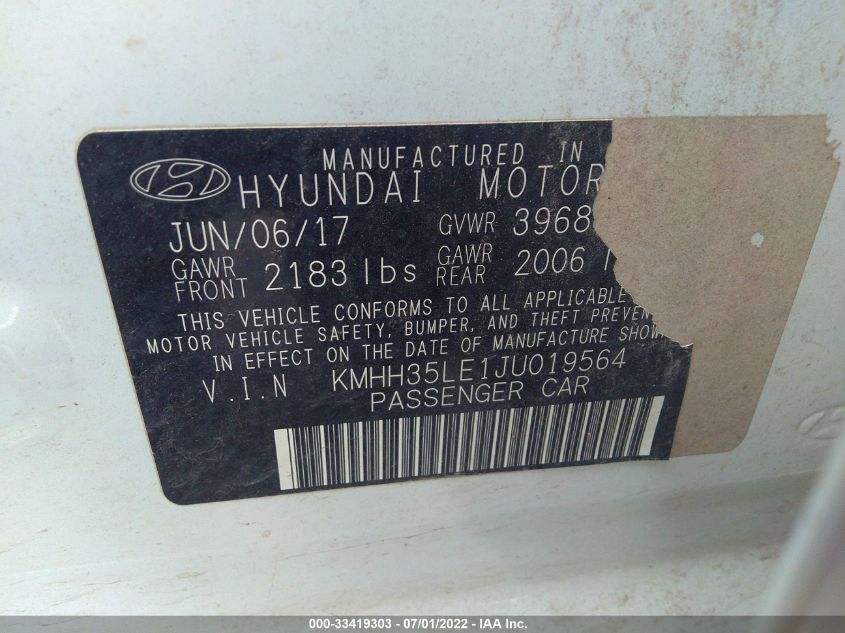 MANUFACTURED IN
HYUNDAI MOTOR
JUN/06/17 GVWR 3968
GAWR FRONT 2183 lbs GAWR REAR 2006 l
THIS VEHICLE CONFORMS TO ALL APPLICABLE
MOTOR VEHICLE SAFETY, BUMPER, AND THEFT PREVEN
IN EFFECT ON THE DATE OF MANUFACTURE SHOW
V.I.N KMHH35LE1JU019564
PASSENGER CAR
000-33419303 - 07/01/2022 - IAA Inc.